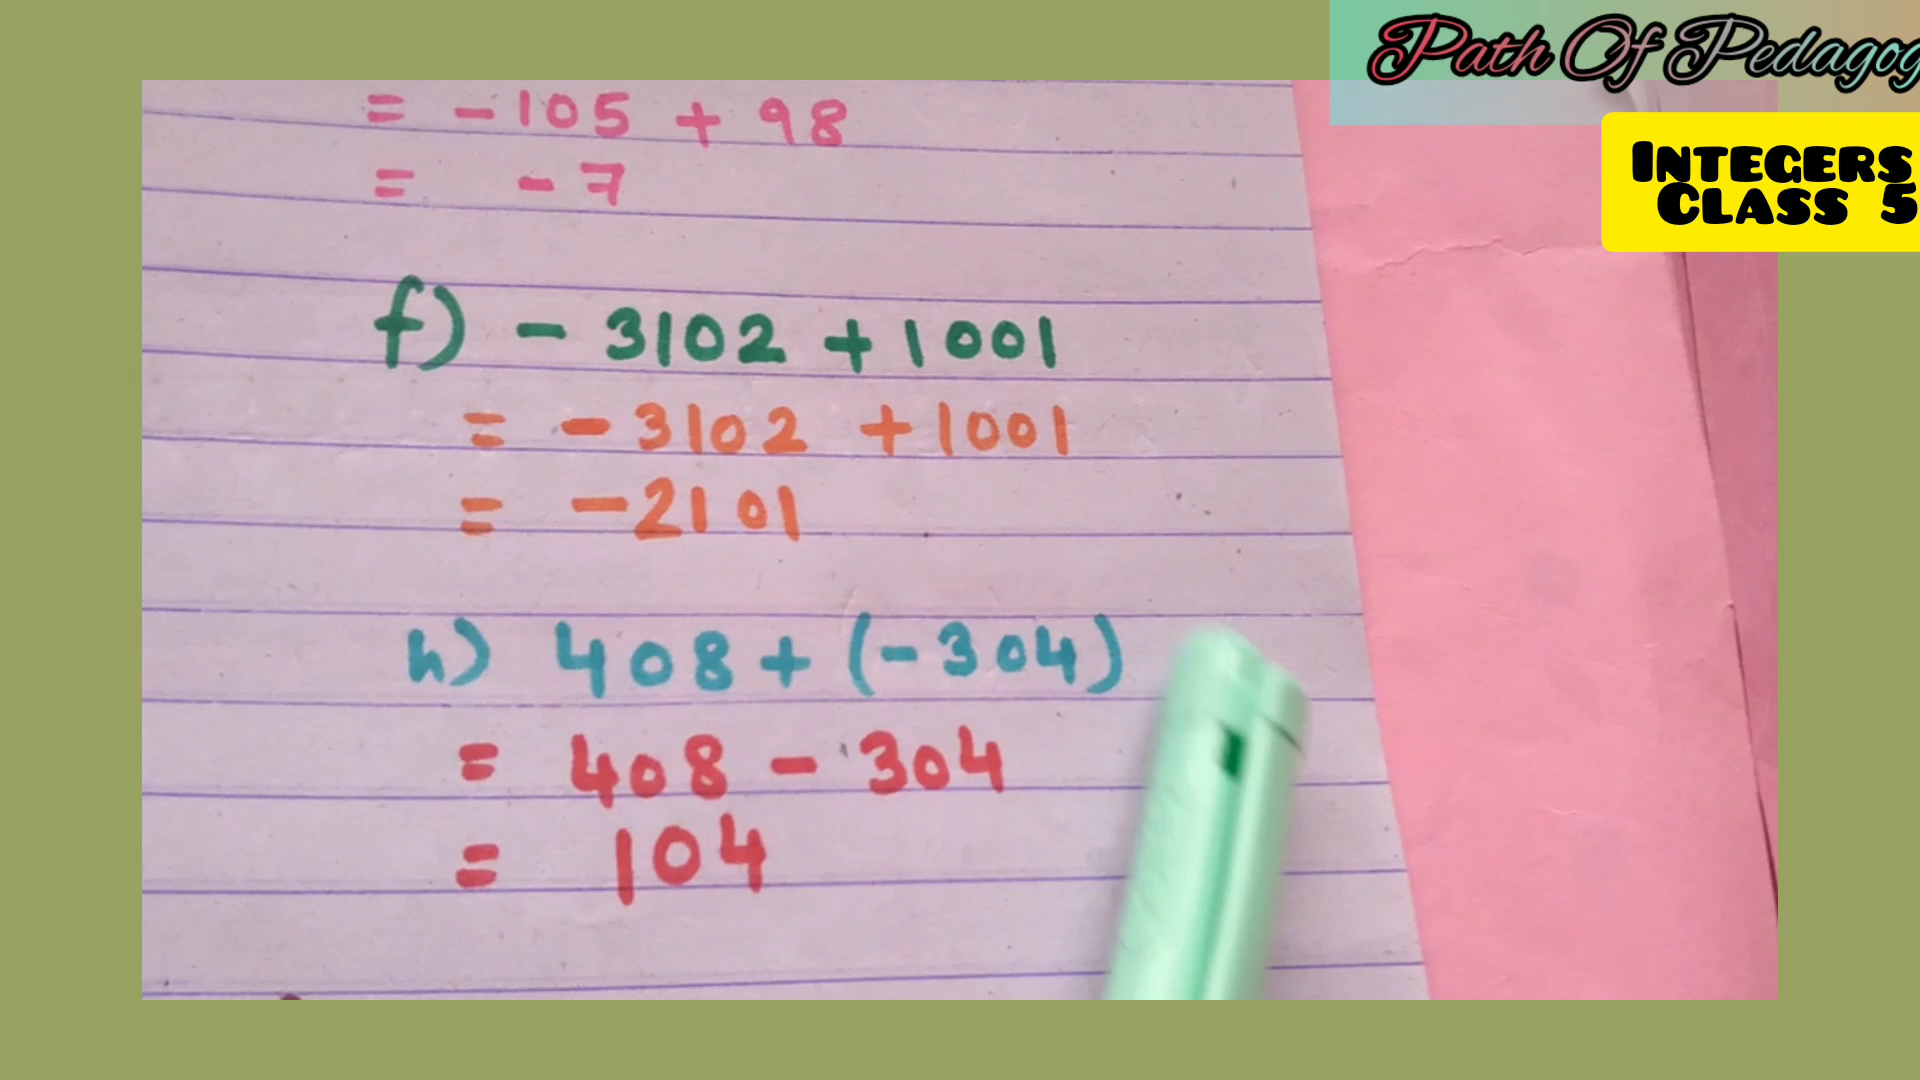 Path Of Pedagog
INTEGERS
CLASS 5
= -105 + 98
= -7
f) - 3102 + 1001
= - 3102 + 1001
= - 2101
h) 408 + (-304)
= 408 - 304
= 104